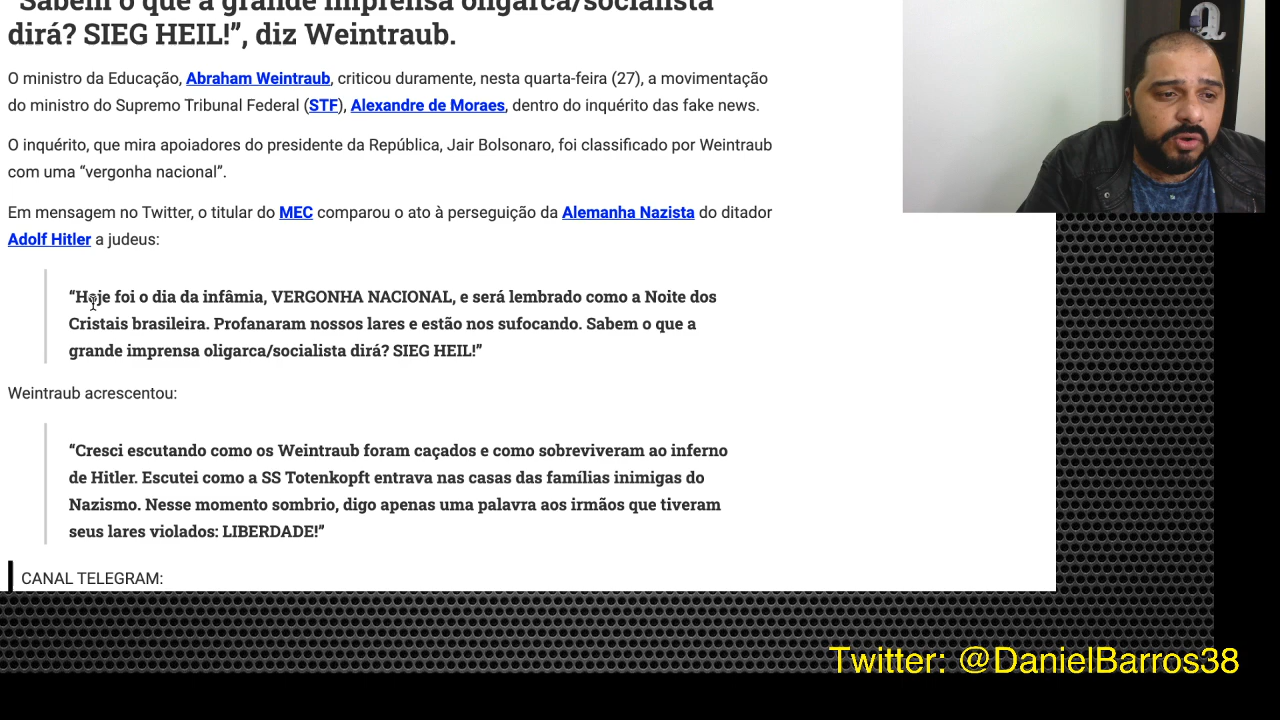 “Sabem o que a grande imprensa oligarca/socialista
dirá? SIEG HEIL!”, diz Weintraub.
O ministro da Educação, Abraham Weintraub, criticou duramente, nesta quarta-feira (27), a movimentação
do ministro do Supremo Tribunal Federal (STF), Alexandre de Moraes, dentro do inquérito das fake news.
O inquérito, que mira apoiadores do presidente da República, Jair Bolsonaro, foi classificado por Weintraub
com uma “vergonha nacional”.
Em mensagem no Twitter, o titular do MEC comparou o ato à perseguição da Alemanha Nazista do ditador
Adolf Hitler a judeus:
“Hoje foi o dia da infâmia, VERGONHA NACIONAL, e será lembrado como a Noite dos
Cristais brasileira. Profanaram nossos lares e estão nos sufocando. Sabem o que a
grande imprensa oligarca/socialista dirá? SIEG HEIL!”
Weintraub acrescentou:
“Cresci escutando como os Weintraub foram caçados e como sobreviveram ao inferno
de Hitler. Escutei como a SS Totenkopft entrava nas casas das famílias inimigas do
Nazismo. Nesse momento sombrio, digo apenas uma palavra aos irmãos que tiveram
seus lares violados: LIBERDADE!”
CANAL TELEGRAM:
Twitter: @DanielBarros38